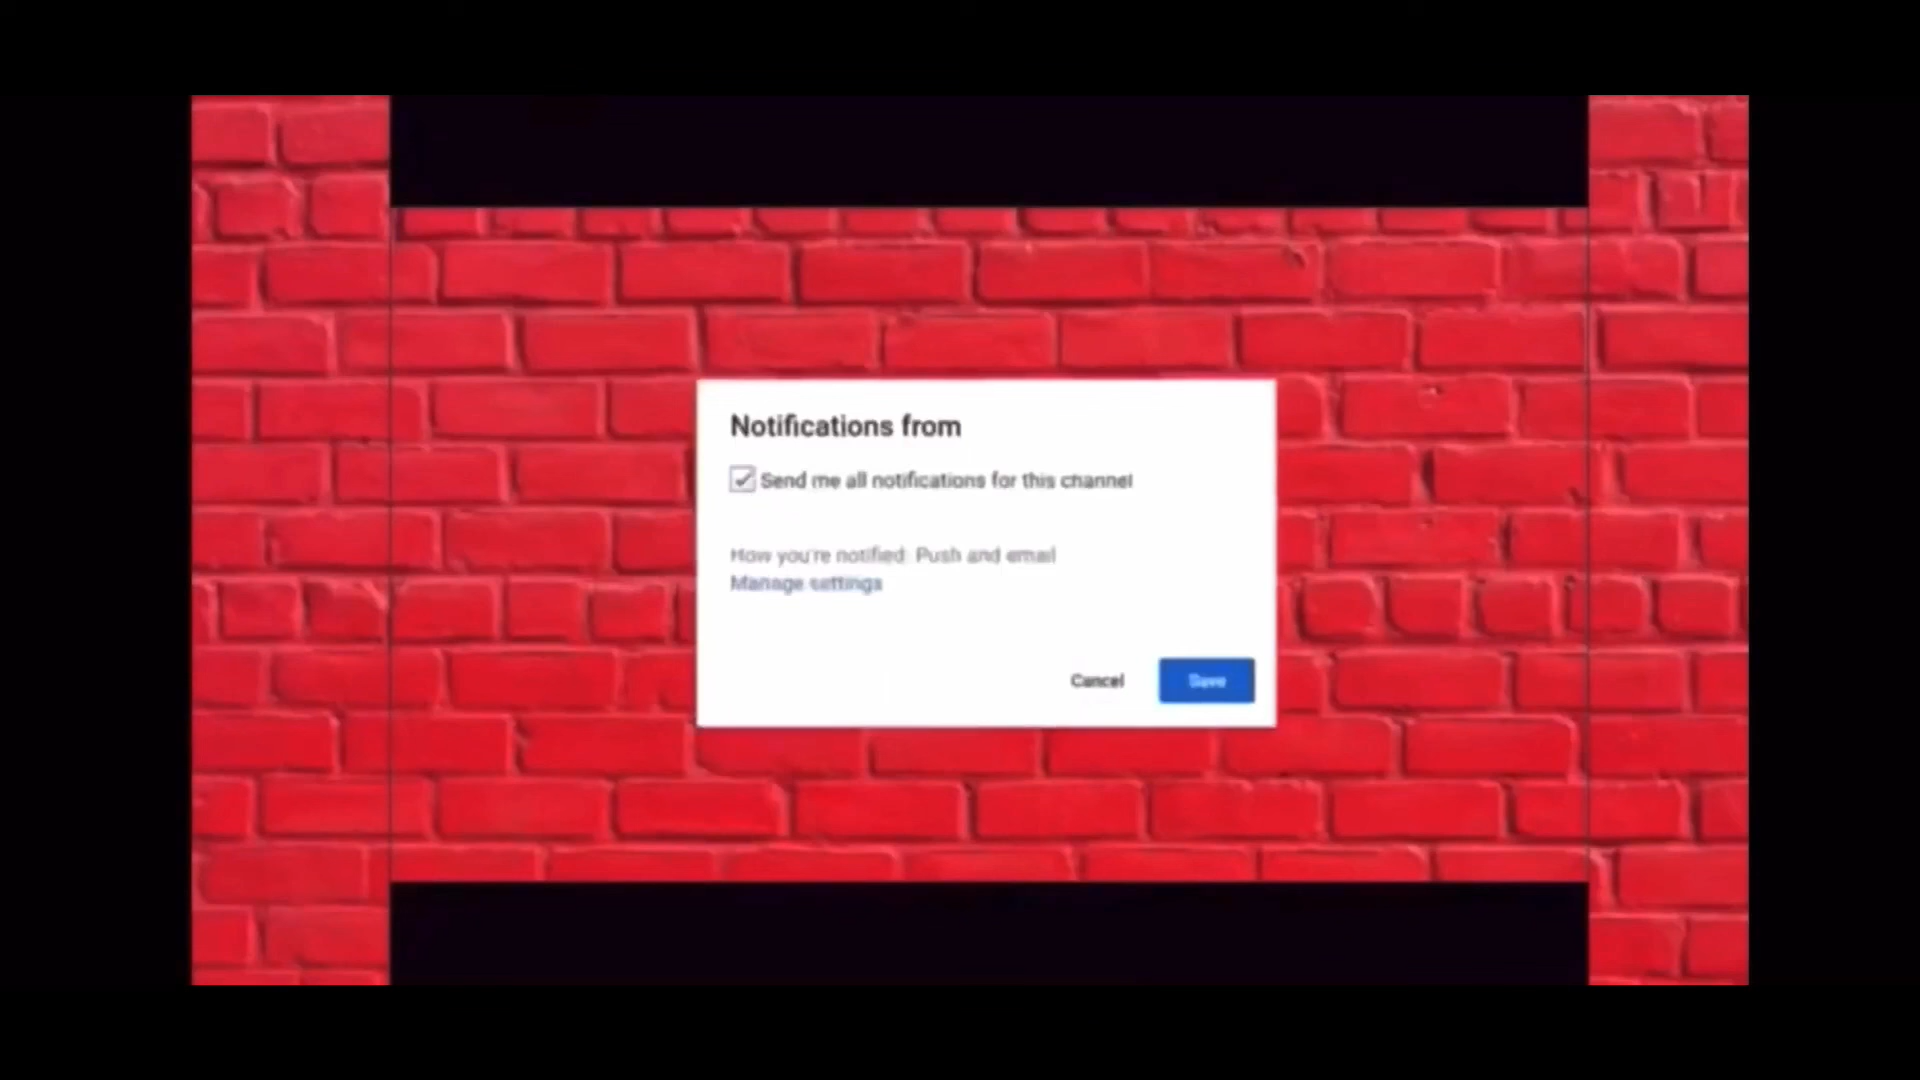 Notifications from
Send me all notifications for this channel
How you're notified: Push and email
Manage settings
Cancel
Save